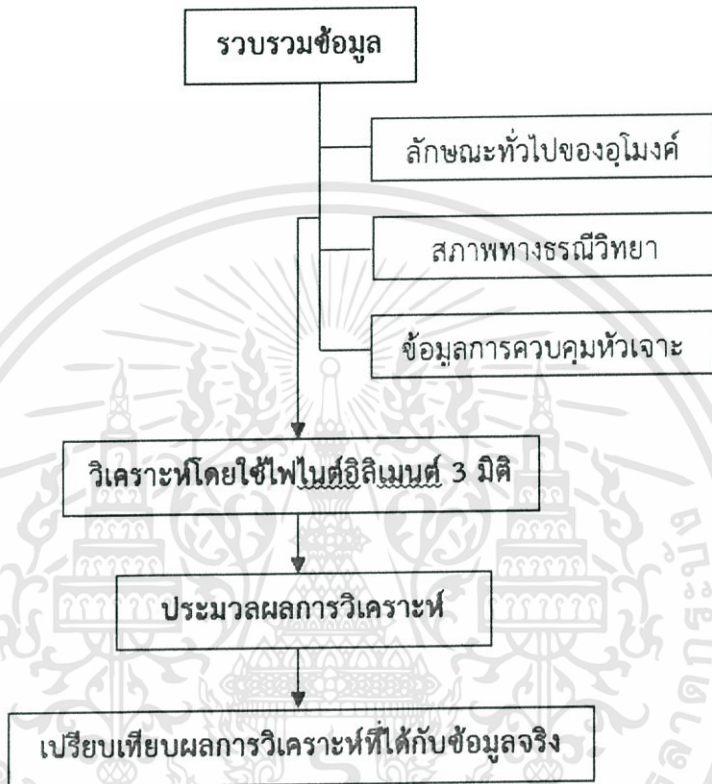 รวบรวมข้อมูล
ลักษณะทั่วไปของอุโมงค์
สภาพทางธรณีวิทยา
ข้อมูลการควบคุมหัวเจาะ
วิเคราะห์โดยใช้ไฟไนต์อิลิเมนต์ 3 มิติ
ประมวลผลการวิเคราะห์
เปรียบเทียบผลการวิเคราะห์ที่ได้กับข้อมูลจริง